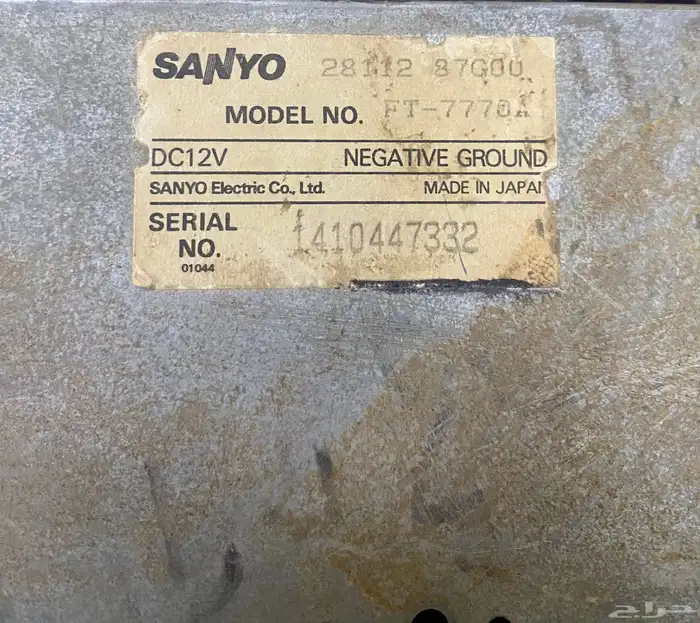 SANYO 28112 87G00
MODEL NO. FT-7770A
DC12V NEGATIVE GROUND
SANYO Electric Co., Ltd. MADE IN JAPAN
SERIAL
NO. 1410447332
01044
حراج